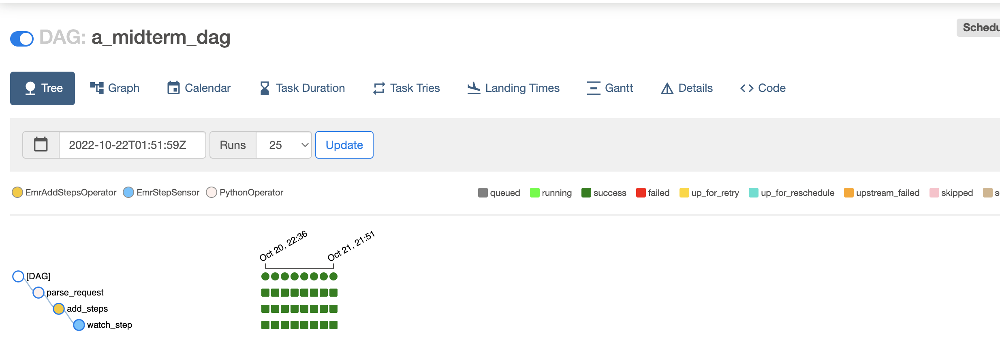 Schedu
DAG: a_midterm_dag
Tree Graph Calendar Task Duration Task Tries Landing Times Gantt Details Code
2022-10-22T01:51:59Z Runs 25 Update
EmrAddStepsOperator EmrStepSensor PythonOperator queued running success failed up_for_retry up_for_reschedule upstream_failed skipped s
Oct 20, 22:36 Oct 21, 21:51
[DAG]
parse_request
add_steps
watch_step